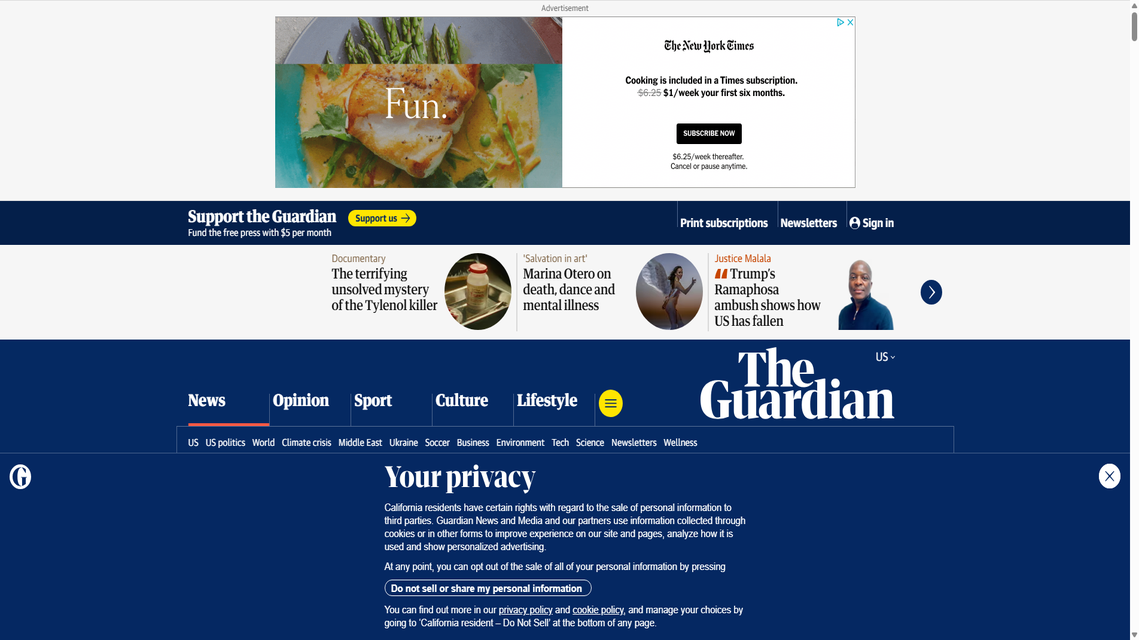 Advertisement
Fun.
The New York Times
Cooking is included in a Times subscription.
$6.25 $1/week your first six months.
SUBSCRIBE NOW
$6.25/week thereafter.
Cancel or pause anytime.
Support the Guardian
Fund the free press with $5 per month
Support us
Print subscriptions
Newsletters
Sign in
Documentary
The terrifying
unsolved mystery
of the Tylenol killer
'Salvation in art'
Marina Otero on
death, dance and
mental illness
Justice Malala
Trump's
Ramaphosa
ambush shows how
US has fallen
US
The
Guardian
News
Opinion
Sport
Culture
Lifestyle
US US politics World Climate crisis Middle East Ukraine Soccer Business Environment Tech Science Newsletters Wellness
Your privacy
California residents have certain rights with regard to the sale of personal information to
third parties. Guardian News and Media and our partners use information collected through
cookies or in other forms to improve experience on our site and pages, analyze how it is
used and show personalized advertising.
At any point, you can opt out of the sale of all of your personal information by pressing
Do not sell or share my personal information
You can find out more in our privacy policy and cookie policy, and manage your choices by
going to 'California resident – Do Not Sell' at the bottom of any page.